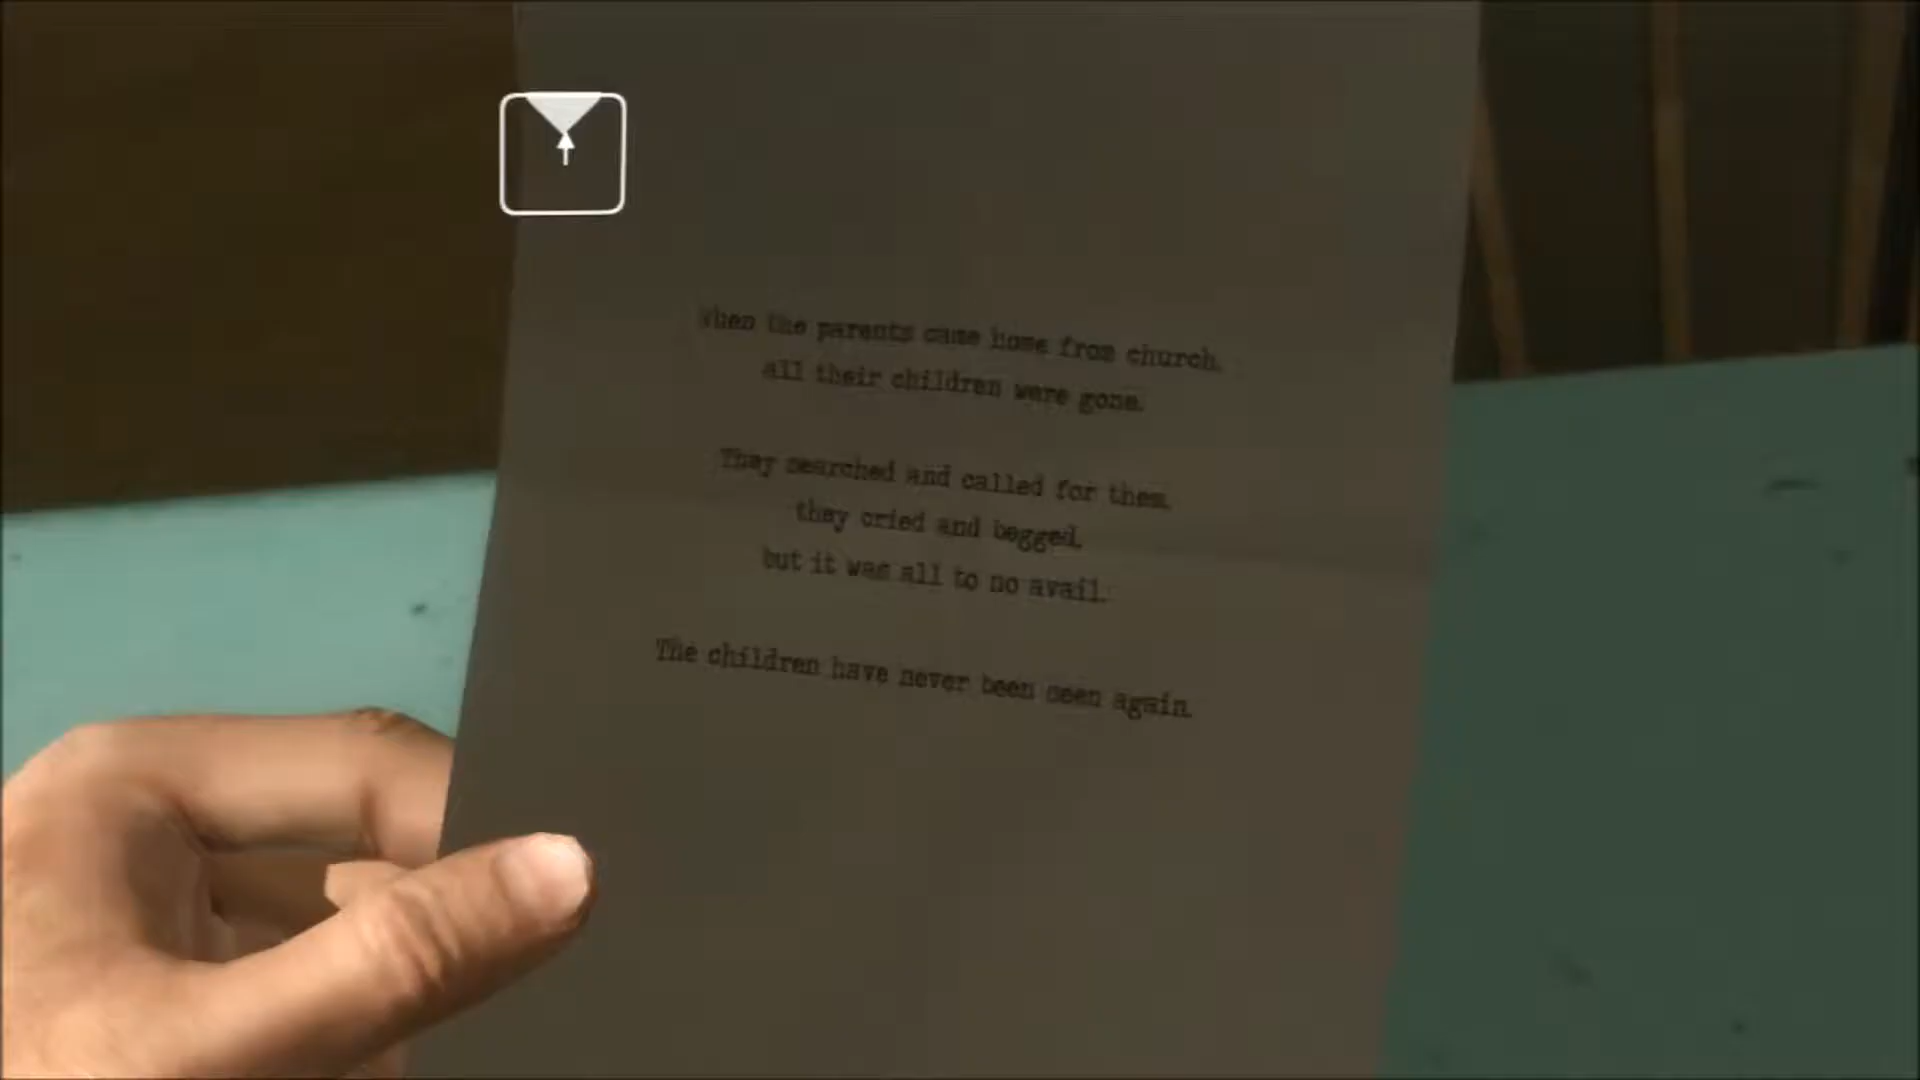 When the parents came home from church,
all their children were gone.
They searched and called for them,
they cried and begged,
but it was all to no avail.
The children have never been seen again.